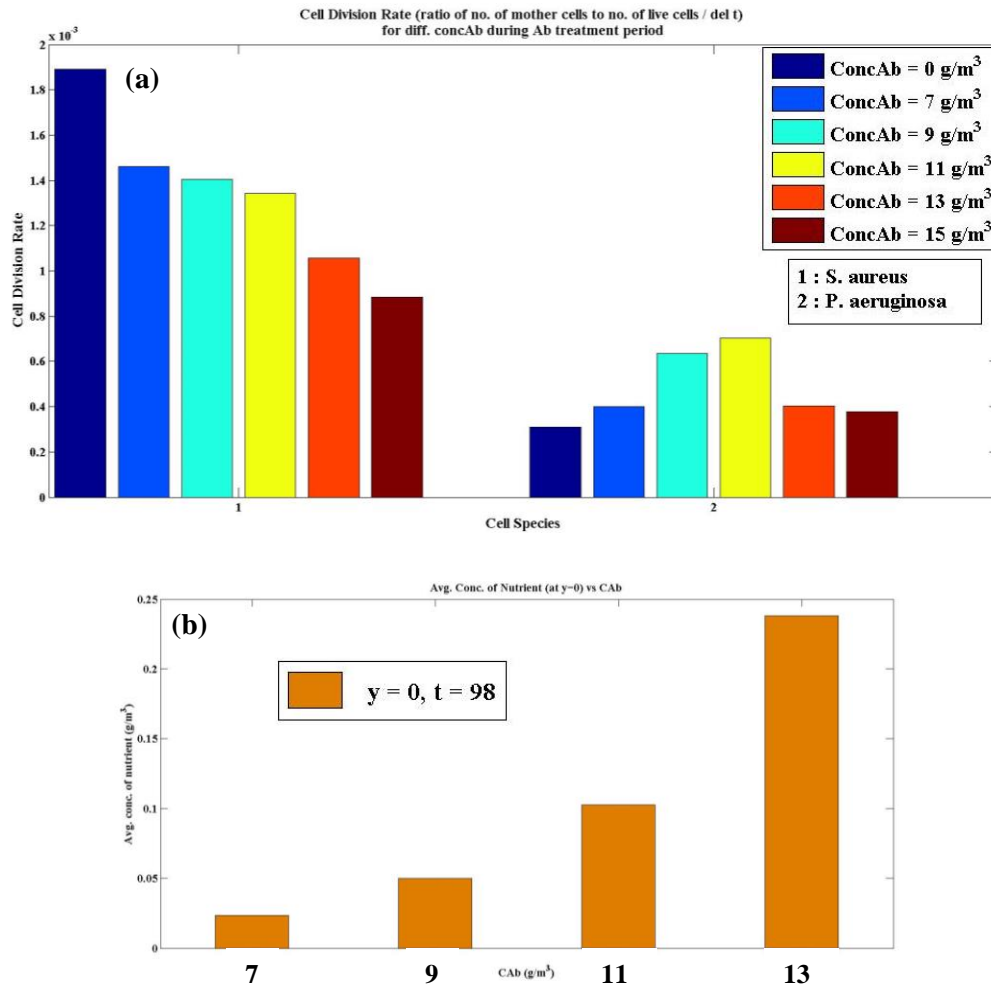 Cell Division Rate (ratio of no. of mother cells to no. of live cells / del t)
for diff. concAb during Ab treatment period
x 10⁻³
(a)
2
1.8
1.6
1.4
1.2
1
0.8
0.6
0.4
0.2
0
Cell Division Rate
ConcAb = 0 g/m³
ConcAb = 7 g/m³
ConcAb = 9 g/m³
ConcAb = 11 g/m³
ConcAb = 13 g/m³
ConcAb = 15 g/m³
1 : S. aureus
2 : P. aeruginosa
1 2
Cell Species
Avg. Conc. of Nutrient (at y=0) vs CAb
(b)
0.25
0.2
0.15
0.1
0.05
0
Avg. conc. of nutrient (g/m³)
y = 0, t = 98
7 9 11 13
CAb (g/m³)